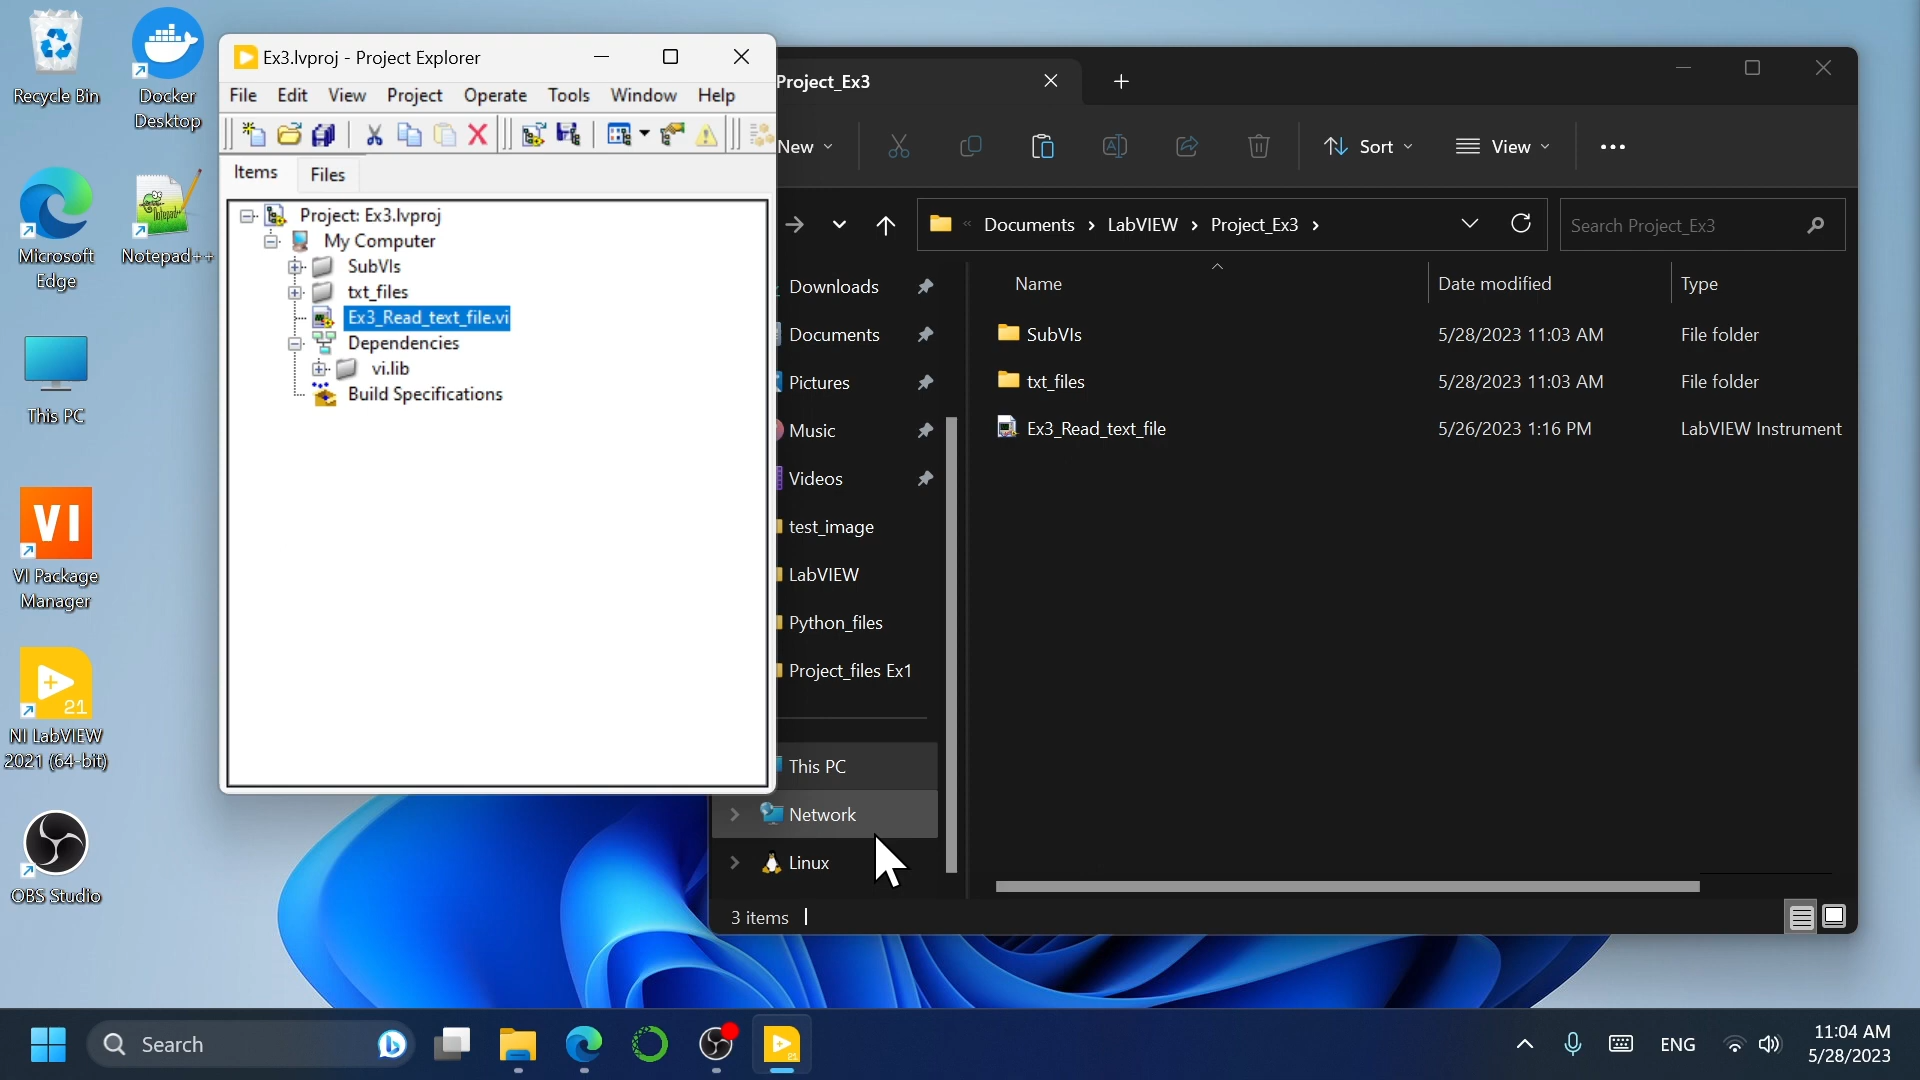 Recycle Bin
Docker
Desktop
Microsoft
Edge
Notepad++
This PC
VI
VI Package
Manager
21
NI LabVIEW
2021 (64-bit)
OBS Studio
Ex3.lvproj - Project Explorer
File Edit View Project Operate Tools Window Help
Items Files
Project: Ex3.lvproj
My Computer
SubVIs
txt_files
Ex3_Read_text_file.vi
Dependencies
vi.lib
Build Specifications
Project_Ex3
New Sort View
Documents LabVIEW Project_Ex3 Search Project_Ex3
Downloads
Documents
Pictures
Music
Videos
test_image
LabVIEW
Python_files
Project_files Ex1
This PC
Network
Linux
Name Date modified Type
SubVIs 5/28/2023 11:03 AM File folder
txt_files 5/28/2023 11:03 AM File folder
Ex3_Read_text_file 5/26/2023 1:16 PM LabVIEW Instrument
3 items
Search ENG 11:04 AM
5/28/2023